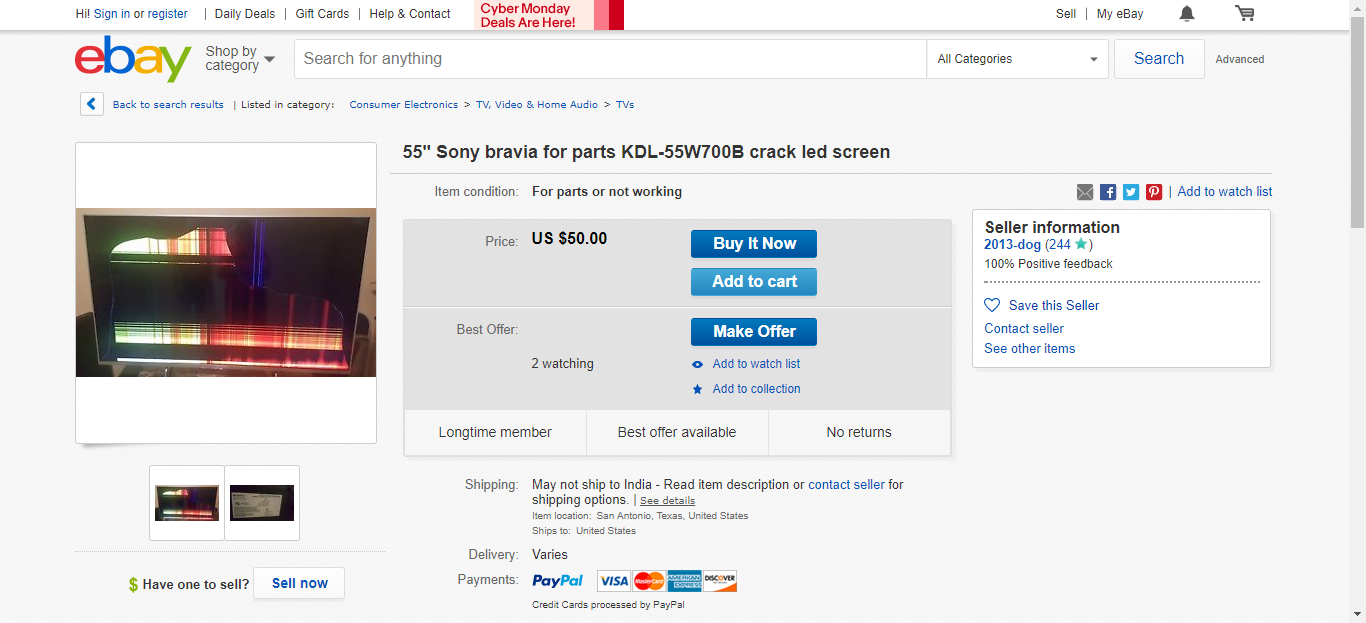 Hi! Sign in or register | Daily Deals | Gift Cards | Help & Contact
Cyber Monday
Deals Are Here!
Sell | My eBay
ebay
Shop by
category
Search for anything
All Categories
Search
Advanced
Back to search results | Listed in category: Consumer Electronics > TV, Video & Home Audio > TVs
55" Sony bravia for parts KDL-55W700B crack led screen
Item condition: For parts or not working
| Add to watch list
Price: US $50.00
Buy It Now
Add to cart
Best Offer:
Make Offer
2 watching
Add to watch list
Add to collection
Longtime member
Best offer available
No returns
Seller information
2013-dog (244 ★)
100% Positive feedback
Save this Seller
Contact seller
See other items
Shipping: May not ship to India - Read item description or contact seller for
shipping options. | See details
Item location: San Antonio, Texas, United States
Ships to: United States
Delivery: Varies
Payments: PayPal VISA MasterCard AMERICAN EXPRESS DISCOVER
Credit Cards processed by PayPal
$ Have one to sell? Sell now